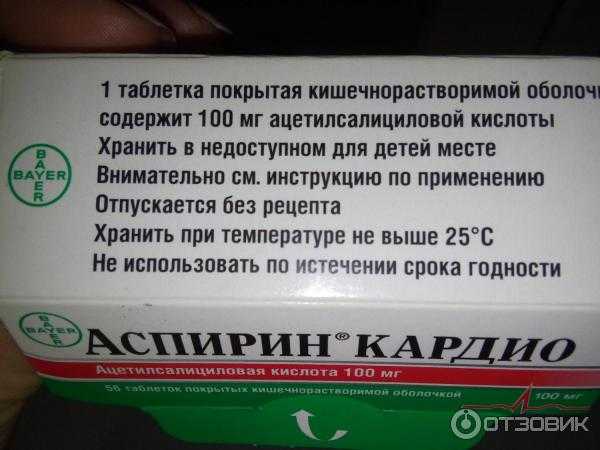 1 таблетка покрытая кишечнорастворимой оболочк
содержит 100 мг ацетилсалициловой кислоты
Хранить в недоступном для детей месте
Внимательно см. инструкцию по применению
Отпускается без рецепта
Хранить при температуре не выше 25°C
Не использовать по истечении срока годности
BAYER
BAYER
BAYER
BAYER
АСПИРИН® КАРДИО
Ацетилсалициловая кислота 100 мг
56 таблеток покрытых кишечнорастворимой оболочкой
100 мг
ОТЗОВИК